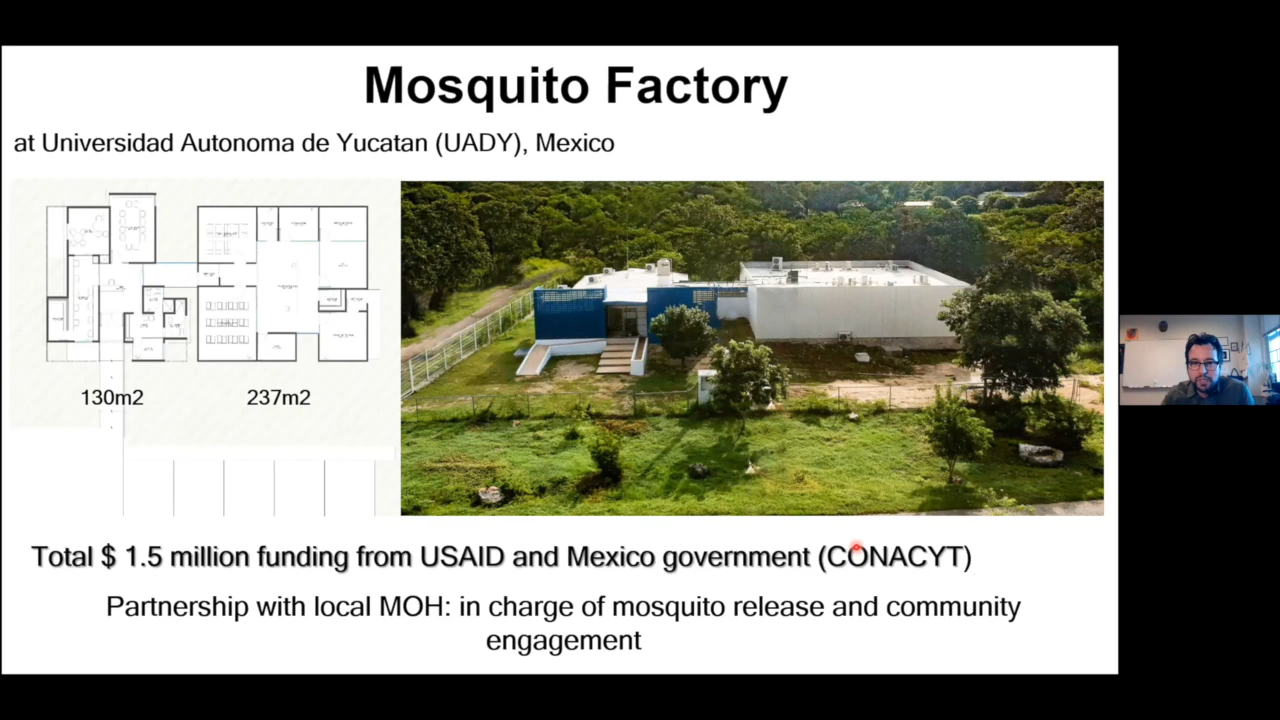 Mosquito Factory
at Universidad Autonoma de Yucatan (UADY), Mexico
130m2
237m2
Total $ 1.5 million funding from USAID and Mexico government (CONACYT)
Partnership with local MOH: in charge of mosquito release and community
engagement